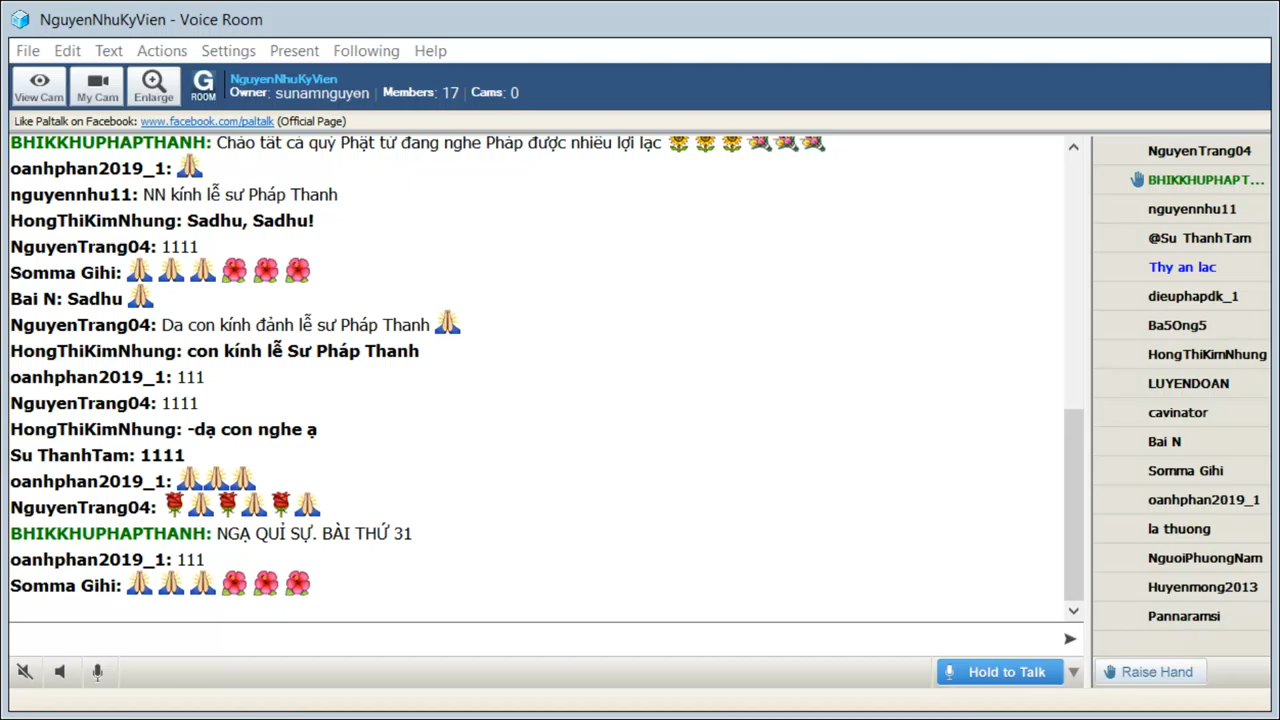 NguyenNhuKyVien - Voice Room
File Edit Text Actions Settings Present Following Help
View Cam My Cam Enlarge G ROOM NguyenNhuKyVien
Owner: sunamnguyen | Members: 17 | Cams: 0
Like Paltalk on Facebook: www.facebook.com/paltalk (Official Page)
BHIKKHUPHAPTHANH: Chào tất cả quý Phật tử đang nghe Pháp được nhiều lợi lạc
oanhphan2019_1:
nguyennhu11: NN kính lễ sư Pháp Thanh
HongThiKimNhung: Sadhu, Sadhu!
NguyenTrang04: 1111
Somma Gihi:
Bai N: Sadhu
NguyenTrang04: Da con kính đảnh lễ sư Pháp Thanh
HongThiKimNhung: con kính lễ Sư Pháp Thanh
oanhphan2019_1: 111
NguyenTrang04: 1111
HongThiKimNhung: -dạ con nghe ạ
Su ThanhTam: 1111
oanhphan2019_1:
NguyenTrang04:
BHIKKHUPHAPTHANH: NGẠ QUỈ SỰ. BÀI THỨ 31
oanhphan2019_1: 111
Somma Gihi:
NguyenTrang04
BHIKKHUPHAPT...
nguyennhu11
@Su ThanhTam
Thy an lac
dieuphapdk_1
Ba5Ong5
HongThiKimNhung
LUYENDOAN
cavinator
Bai N
Somma Gihi
oanhphan2019_1
la thuong
NguoiPhuongNam
Huyenmong2013
Pannaramsi
Hold to Talk
Raise Hand